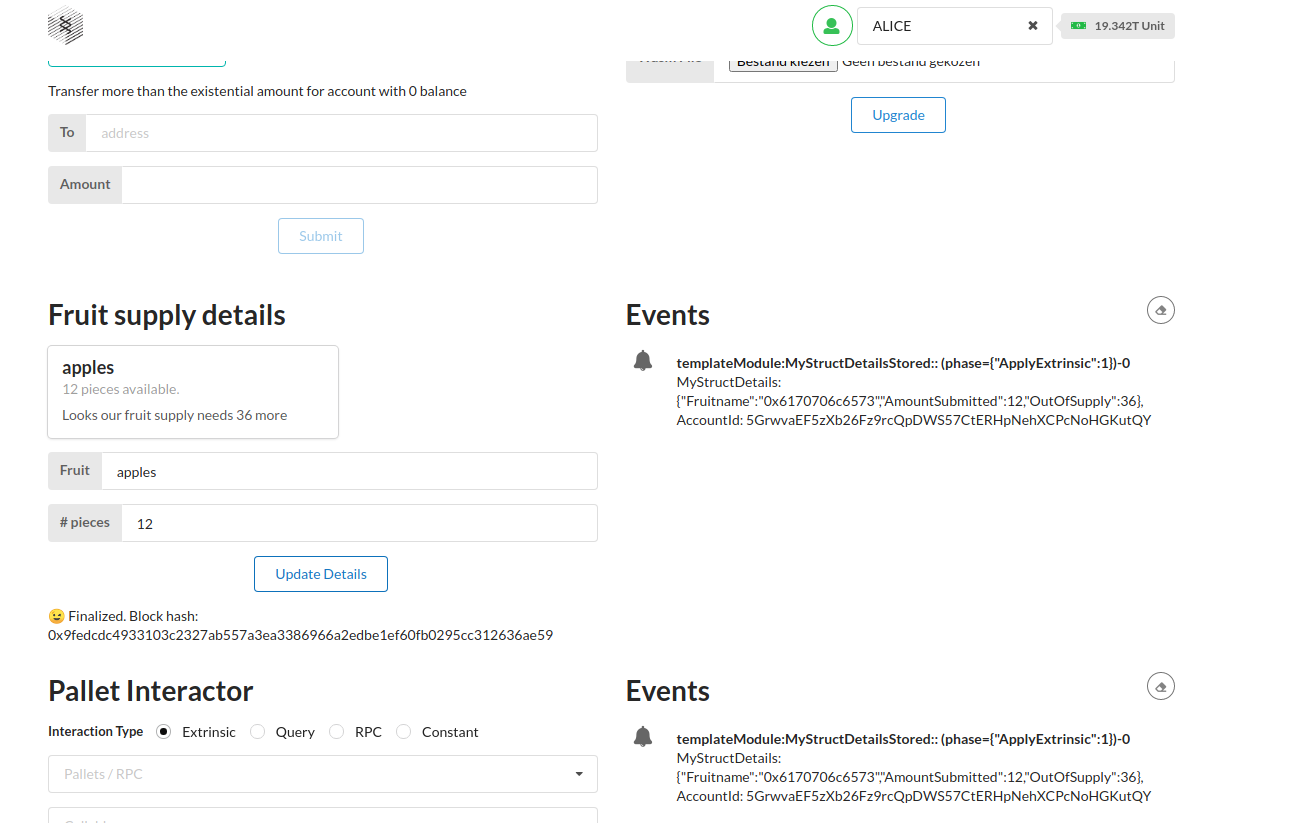 ALICE
19.342T Unit
Bestand kiezen Geen bestand gekozen
Transfer more than the existential amount for account with 0 balance
To address
Upgrade
Amount
Submit
Fruit supply details
apples
12 pieces available.
Looks our fruit supply needs 36 more
Fruit apples
# pieces 12
Update Details
😉 Finalized. Block hash:
0x9fedcdc4933103c2327ab557a3ea3386966a2edbe1ef60fb0295cc312636ae59
Events
templateModule:MyStructDetailsStored:: (phase={"ApplyExtrinsic":1})-0
MyStructDetails:
{"Fruitname":"0x6170706c6573","AmountSubmitted":12,"OutOfSupply":36},
AccountId: 5GrwvaEF5zXb26Fz9rcQpDWS57CtERHpNehXCPcNoHGKutQY
Pallet Interactor
Interaction Type Extrinsic Query RPC Constant
Pallets / RPC
Events
templateModule:MyStructDetailsStored:: (phase={"ApplyExtrinsic":1})-0
MyStructDetails:
{"Fruitname":"0x6170706c6573","AmountSubmitted":12,"OutOfSupply":36},
AccountId: 5GrwvaEF5zXb26Fz9rcQpDWS57CtERHpNehXCPcNoHGKutQY